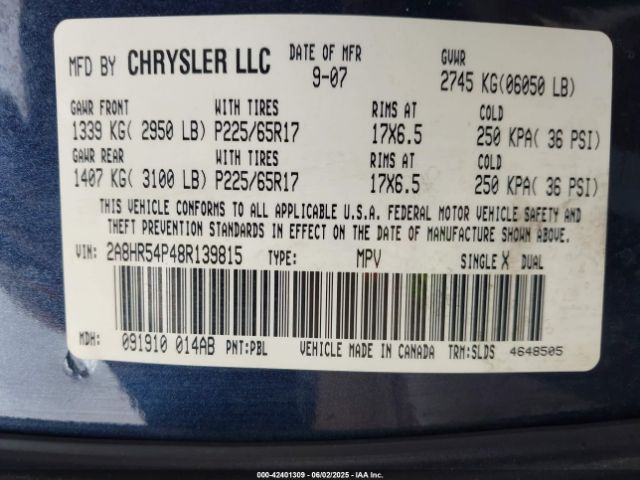 MFD BY CHRYSLER LLC DATE OF MFR 9-07 GVWR 2745 KG(06050 LB)
GAWR FRONT WITH TIRES RIMS AT COLD
1339 KG( 2950 LB) P225/65R17 17X6.5 250 KPA( 36 PSI)
GAWR REAR WITH TIRES RIMS AT COLD
1407 KG( 3100 LB) P225/65R17 17X6.5 250 KPA( 36 PSI)
THIS VEHICLE CONFORMS TO ALL APPLICABLE U.S.A. FEDERAL MOTOR VEHICLE SAFETY AND
THEFT PREVENTION STANDARDS IN EFFECT ON THE DATE OF MANUFACTURE SHOWN ABOVE.
VIN: 2A8HR54P48R139815 TYPE: MPV SINGLE X DUAL
MDH: 091910 014AB PNT:PBL VEHICLE MADE IN CANADA TRM:SLDS 4648505
000-42401309 - 06/02/2025 - IAAI, Inc.